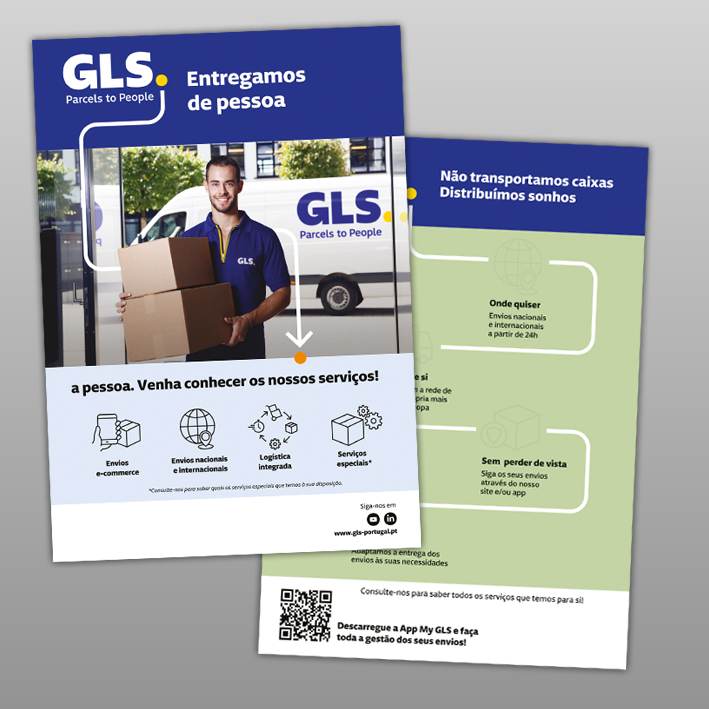 GLS.
Parcels to People
Entregamos
de pessoa
GLS.
Parcels to People
GLS.
a pessoa. Venha conhecer os nossos serviços!
Envios
e-commerce
Envios nacionais
e internacionais
Logística
integrada
Serviços
especiais*
*Consulte-nos para saber quais os serviços especiais que temos à sua disposição.
Siga-nos em
in
www.gls-portugal.pt
Não transportamos caixas
Distribuímos sonhos
Onde quiser
Envios nacionais
e internacionais
a partir de 24h
e si
a rede de
mais
Sem perder de vista
Siga os seus envios
através do nosso
site e/ou app
Adaptamos a entrega dos
envios às suas necessidades
Consulte-nos para saber todos os serviços que temos para si!
Descarregue a App My GLS e faça
toda a gestão dos seus envios!